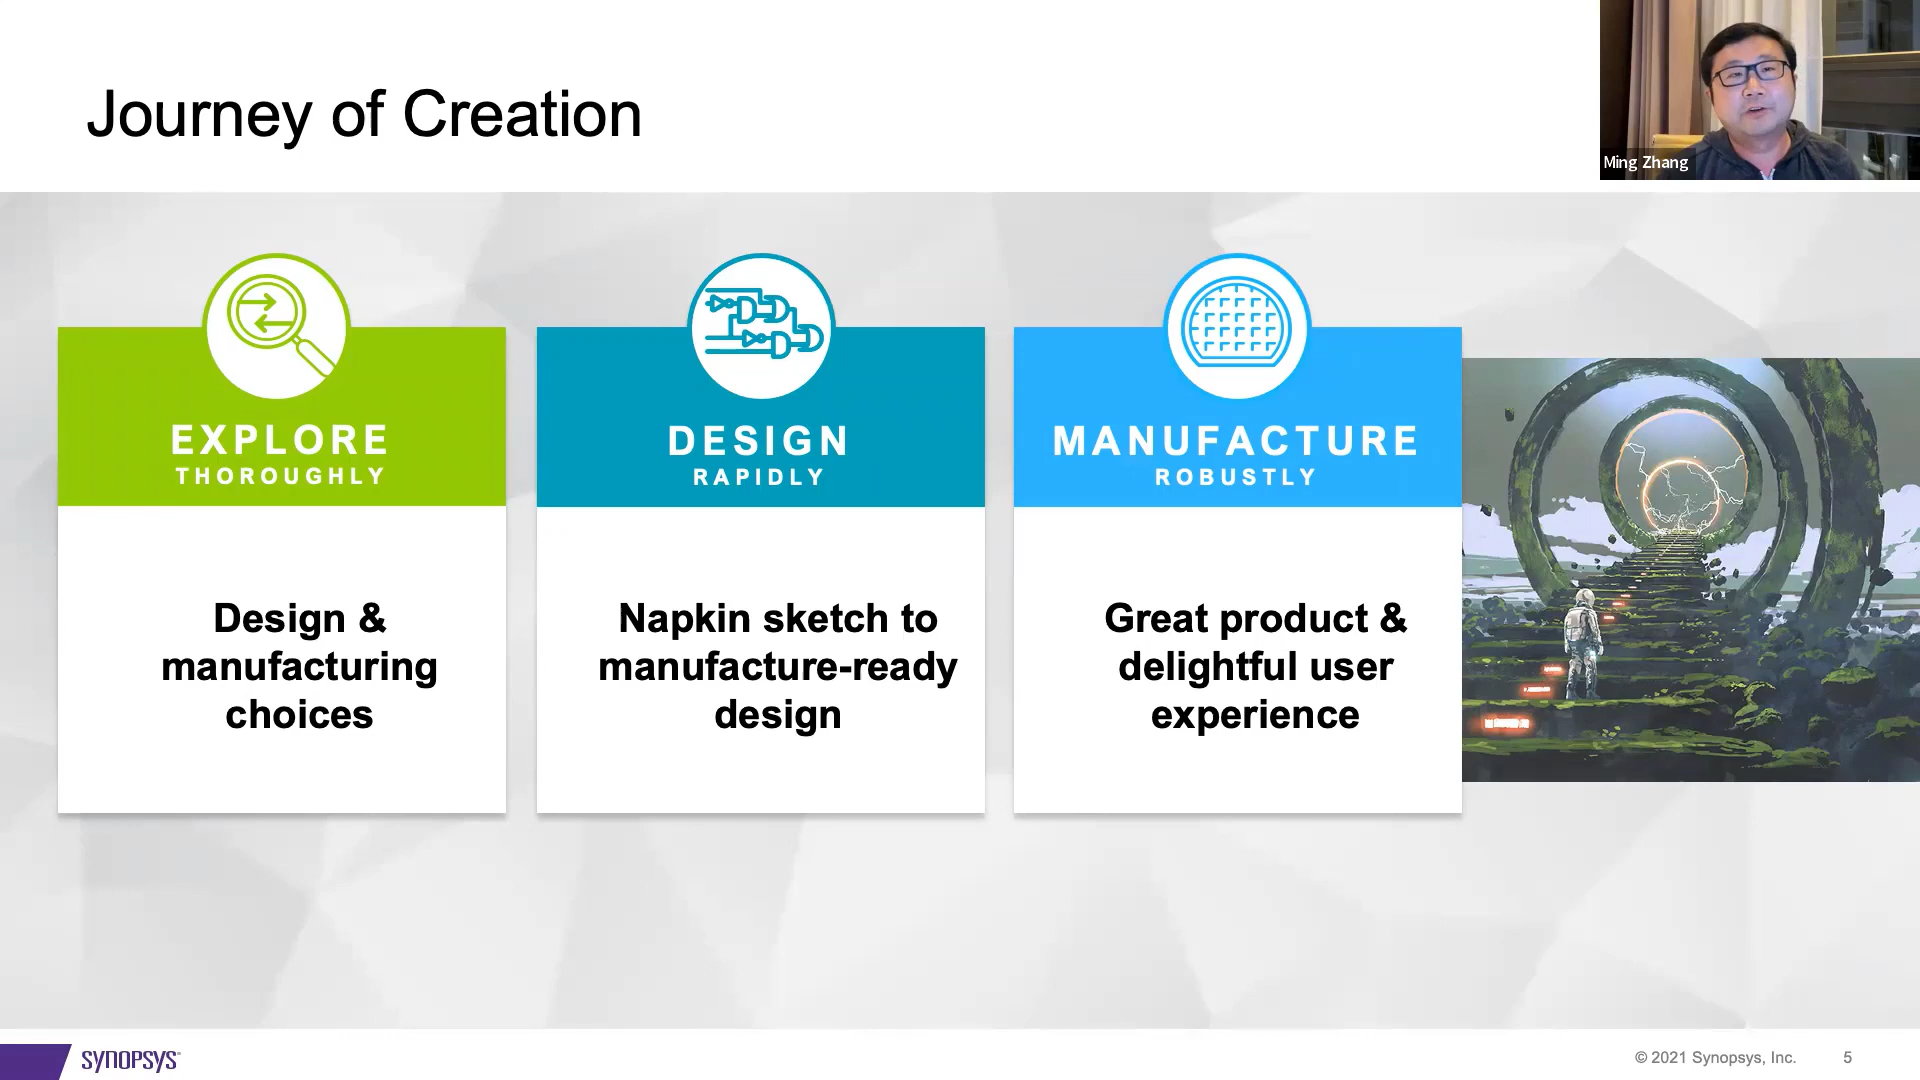 Journey of Creation
Ming Zhang
EXPLORE
THOROUGHLY
Design &
manufacturing
choices
DESIGN
RAPIDLY
Napkin sketch to
manufacture-ready
design
MANUFACTURE
ROBUSTLY
Great product &
delightful user
experience
SYNOPSYS
© 2021 Synopsys, Inc.
5